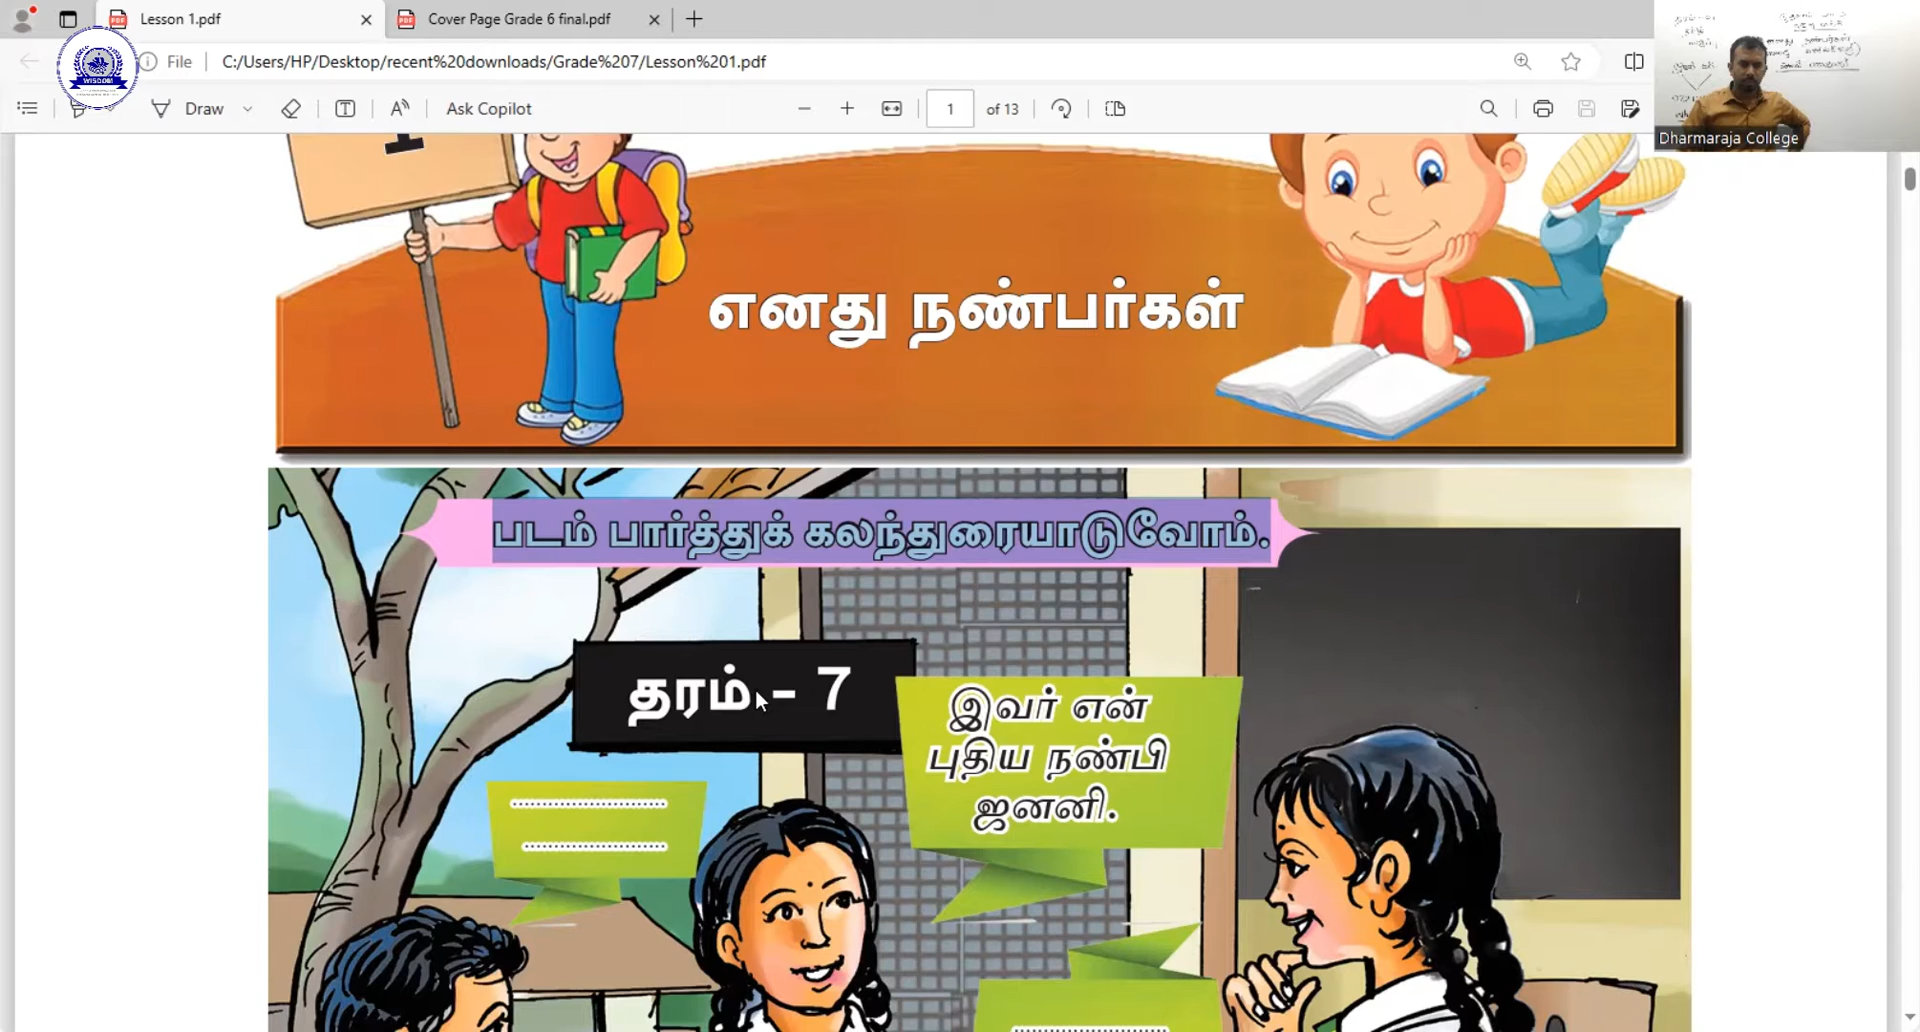 Lesson 1.pdf
Cover Page Grade 6 final.pdf
WISDOM
File
C:/Users/HP/Desktop/recent%20downloads/Grade%207/Lesson%201.pdf
Draw
Ask Copilot
1
of 13
Dharmaraja College
1
எனது நண்பர்கள்
படம் பார்த்துக் கலந்துரையாடுவோம்.
தரம் - 7
இவர் என்
புதிய நண்பி
ஜனனி.